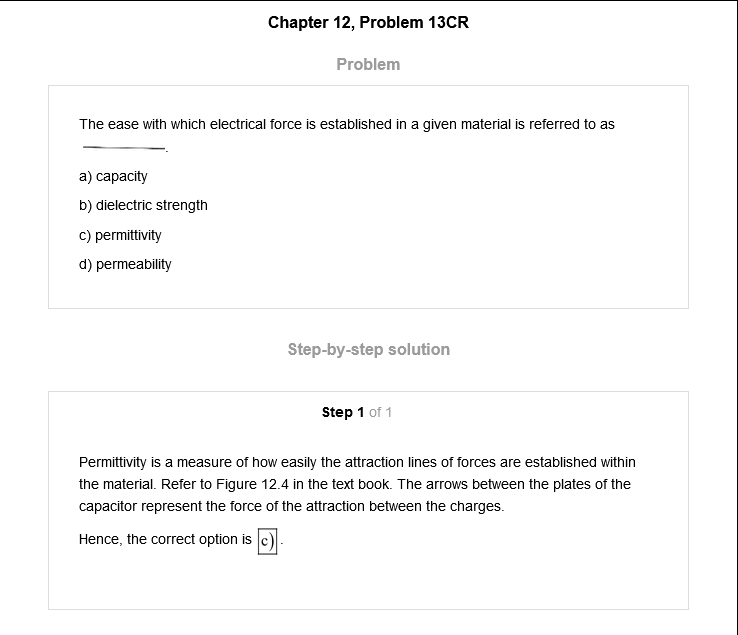 Chapter 12, Problem 13CR
Problem
The ease with which electrical force is established in a given material is referred to as
__________.
a) capacity
b) dielectric strength
c) permittivity
d) permeability
Step-by-step solution
Step 1 of 1
Permittivity is a measure of how easily the attraction lines of forces are established within
the material. Refer to Figure 12.4 in the text book. The arrows between the plates of the
capacitor represent the force of the attraction between the charges.
Hence, the correct option is c).